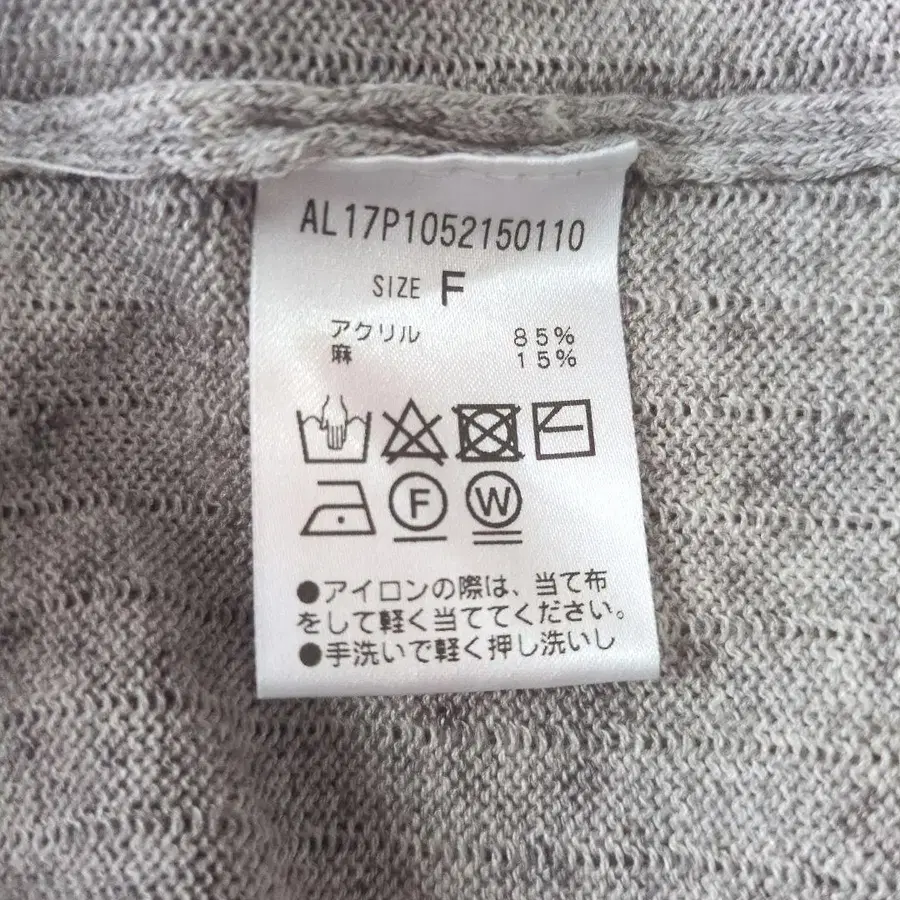 AL17P1052150110
SIZE F
アクリル 85%
麻 15%
F W
●アイロンの際は、当て布
をして軽く当ててください。
●手洗いで軽く押し洗いし